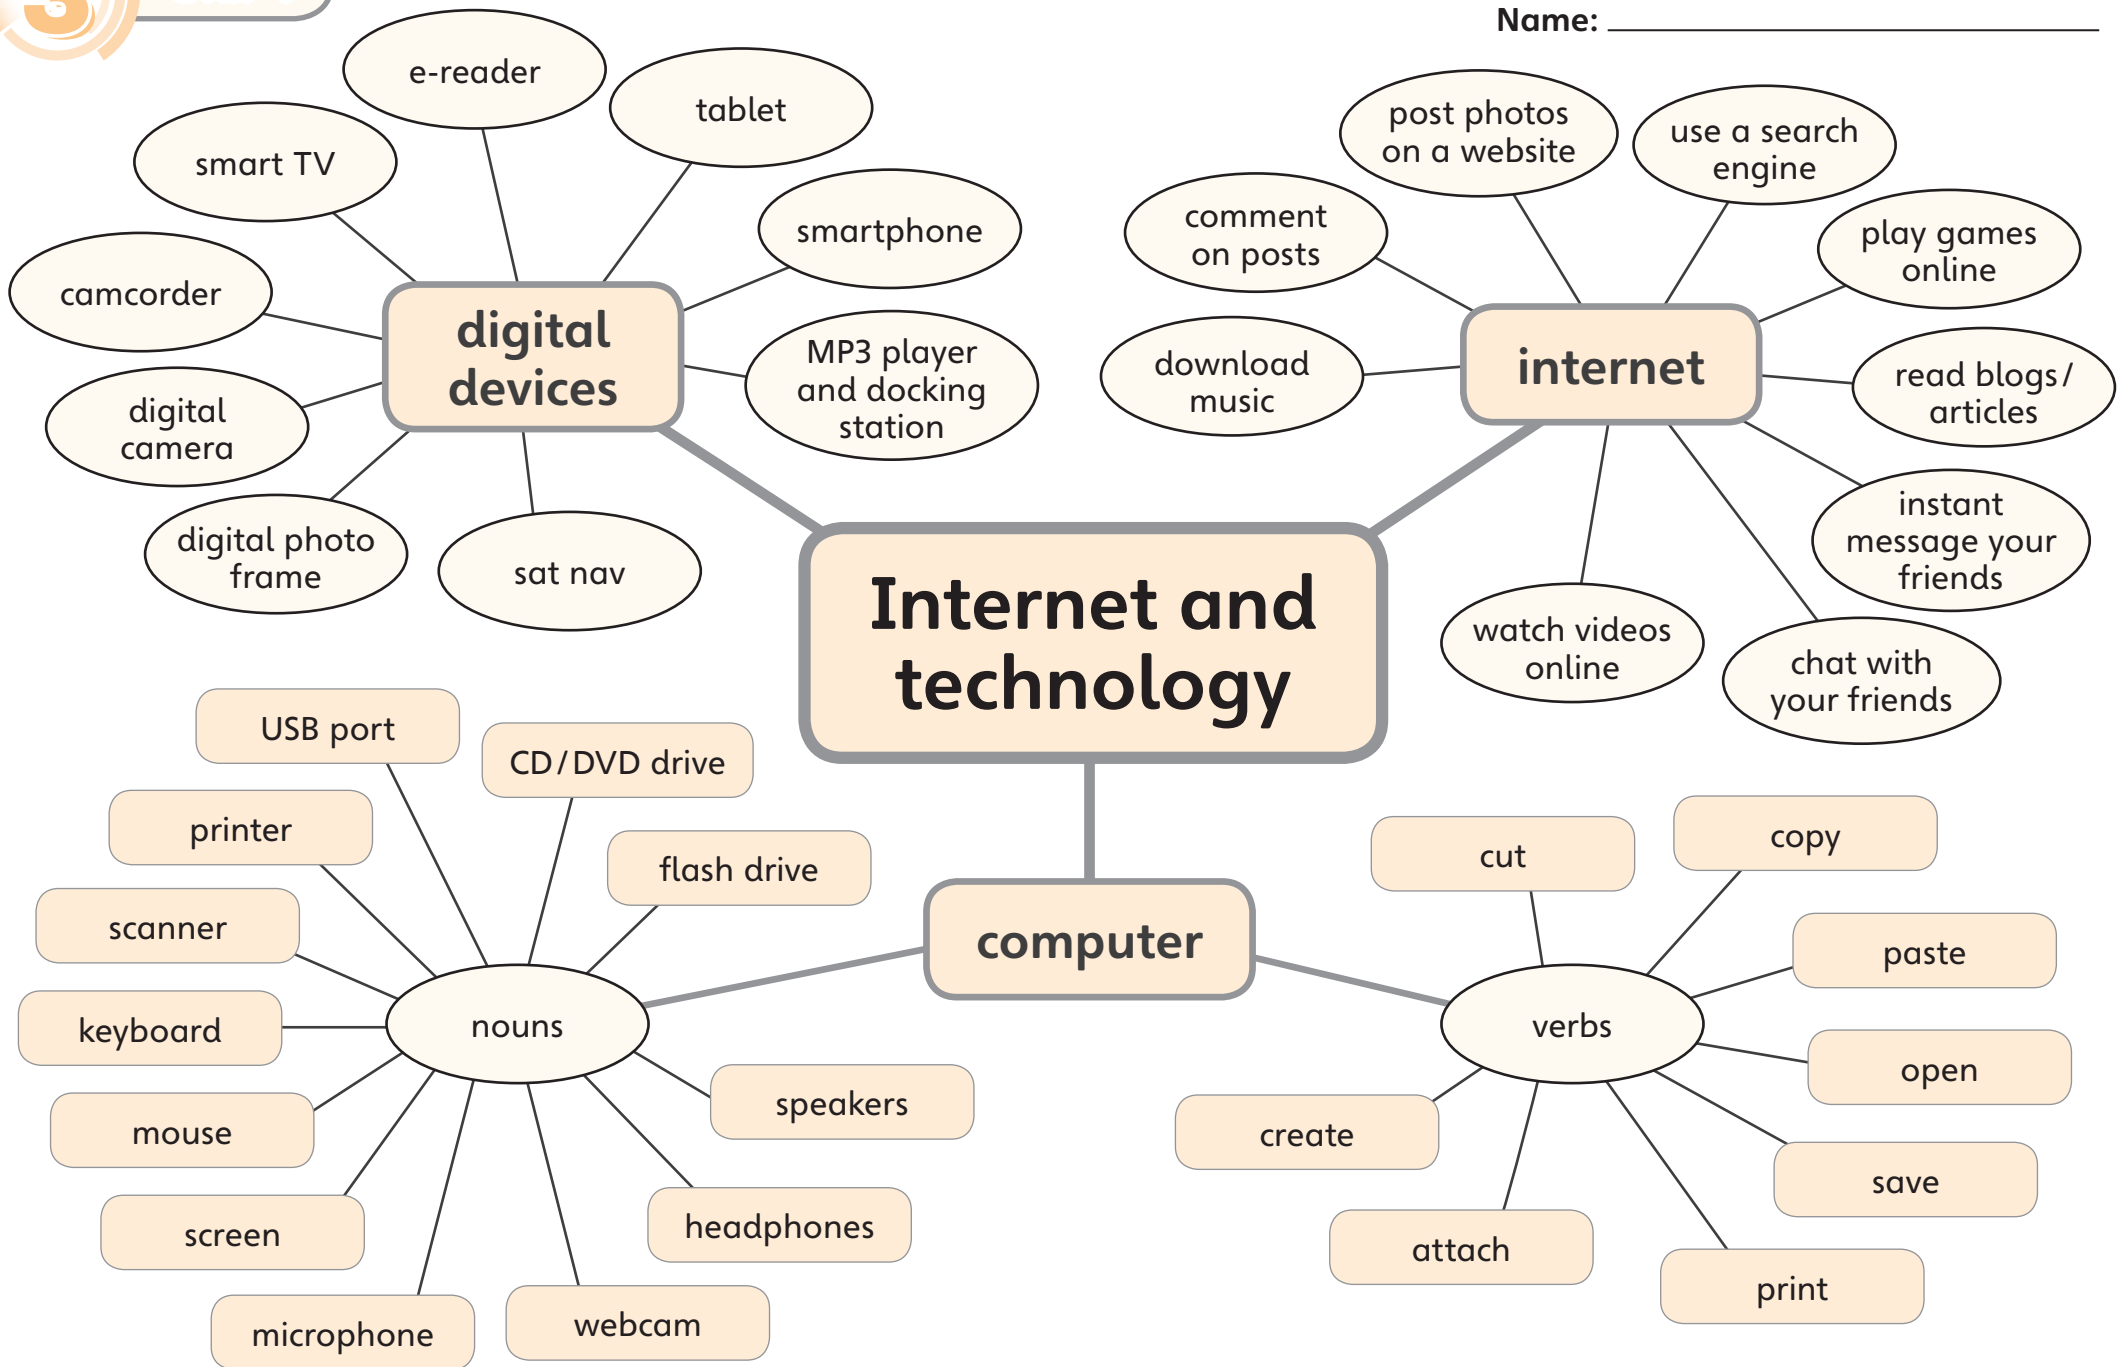 3
Name:
e-reader
tablet
smart TV
smartphone
camcorder
digital
devices
MP3 player
and docking
station
digital
camera
digital photo
frame
sat nav
post photos
on a website
use a search
engine
comment
on posts
play games
online
download
music
internet
read blogs/
articles
instant
message your
friends
watch videos
online
chat with
your friends
Internet and
technology
USB port
CD/DVD drive
printer
flash drive
scanner
keyboard
nouns
mouse
speakers
screen
headphones
microphone
webcam
computer
cut
copy
paste
verbs
open
create
save
attach
print